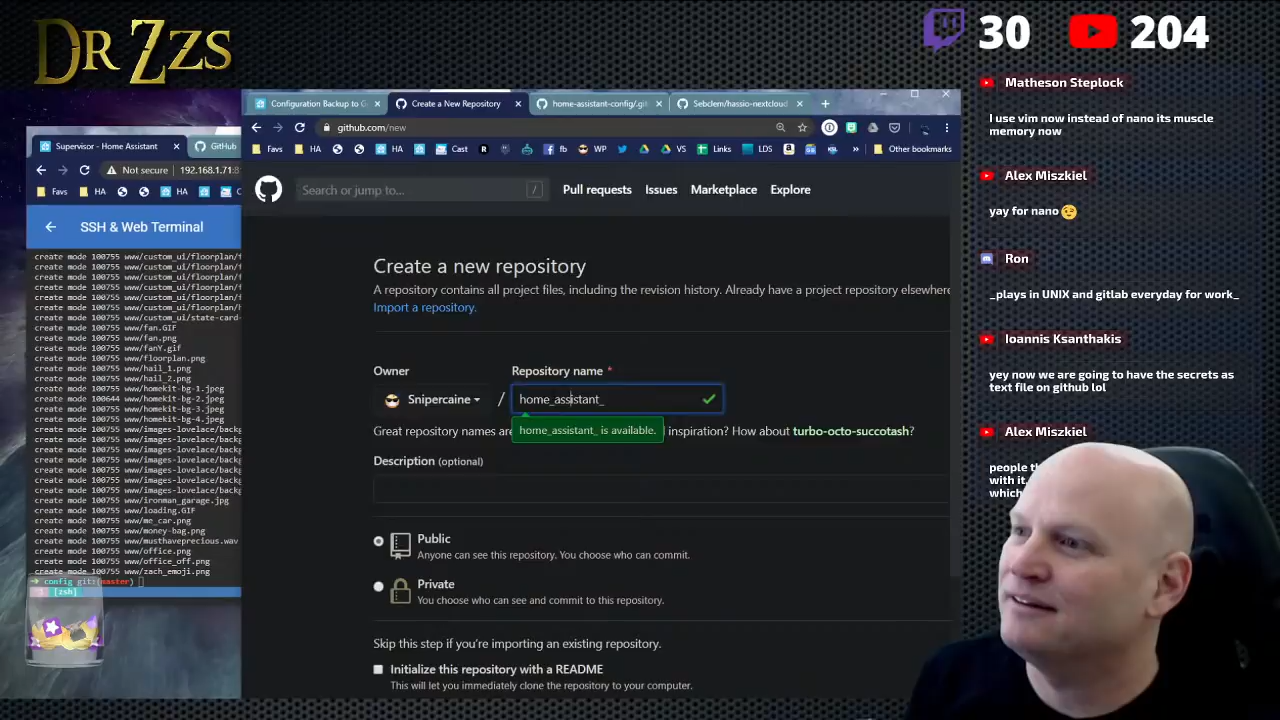 DR ZZS
30
204
Configuration Backup to G
Create a New Repository
home-assistant-config/.git
Sebclem/hassio-nextcloud
github.com/new
Favs
HA
HA
Cast
fb
WP
VS
Links
LDS
Other bookmarks
Search or jump to...
/
Pull requests
Issues
Marketplace
Explore
Create a new repository
A repository contains all project files, including the revision history. Already have a project repository elsewhere
Import a repository.
Owner
Repository name *
Snipercaine
/
home_assistant_
Great repository names are
home_assistant_ is available.
inspiration? How about turbo-octo-succotash?
Description (optional)
Public
Anyone can see this repository. You choose who can commit.
Private
You choose who can see and commit to this repository.
Skip this step if you're importing an existing repository.
Initialize this repository with a README
This will let you immediately clone the repository to your computer.
Supervisor - Home Assistant
GitHub
Not secure
192.168.1.71:8
Favs
HA
HA
SSH & Web Terminal
create mode 100755 www/custom_ui/floorplan/f
create mode 100755 www/custom_ui/floorplan/f
create mode 100755 www/custom_ui/floorplan/f
create mode 100755 www/custom_ui/floorplan/f
create mode 100755 www/custom_ui/floorplan/f
create mode 100755 www/custom_ui/floorplan/h
create mode 100755 www/custom_ui/state-card-
create mode 100755 www/fan.GIF
create mode 100755 www/fan.png
create mode 100755 www/fanY.gif
create mode 100755 www/floorplan.png
create mode 100755 www/hail_1.png
create mode 100755 www/hail_2.png
create mode 100755 www/homekit-bg-1.jpeg
create mode 100644 www/homekit-bg-2.jpeg
create mode 100755 www/homekit-bg-3.jpeg
create mode 100755 www/homekit-bg-4.jpeg
create mode 100755 www/images-lovelace/backg
create mode 100755 www/images-lovelace/backg
create mode 100755 www/images-lovelace/backg
create mode 100755 www/images-lovelace/backg
create mode 100755 www/images-lovelace/backg
create mode 100755 www/images-lovelace/backg
create mode 100755 www/images-lovelace/backg
create mode 100755 www/ironman_garage.jpg
create mode 100755 www/loading.GIF
create mode 100755 www/me_car.png
create mode 100755 www/money-bag.png
create mode 100755 www/musthaveprecious.wav
create mode 100755 www/office.png
create mode 100755 www/office_off.png
create mode 100755 www/zach_emoji.png
config git:(master)
[zsh]
Matheson Steplock
I use vim now instead of nano its muscle
memory now
Alex Miszkiel
yay for nano 😉
Ron
_plays in UNIX and gitlab everyday for work_
Ioannis Ksanthakis
yey now we are going to have the secrets as
text file on github lol
Alex Miszkiel
people
with it,
which